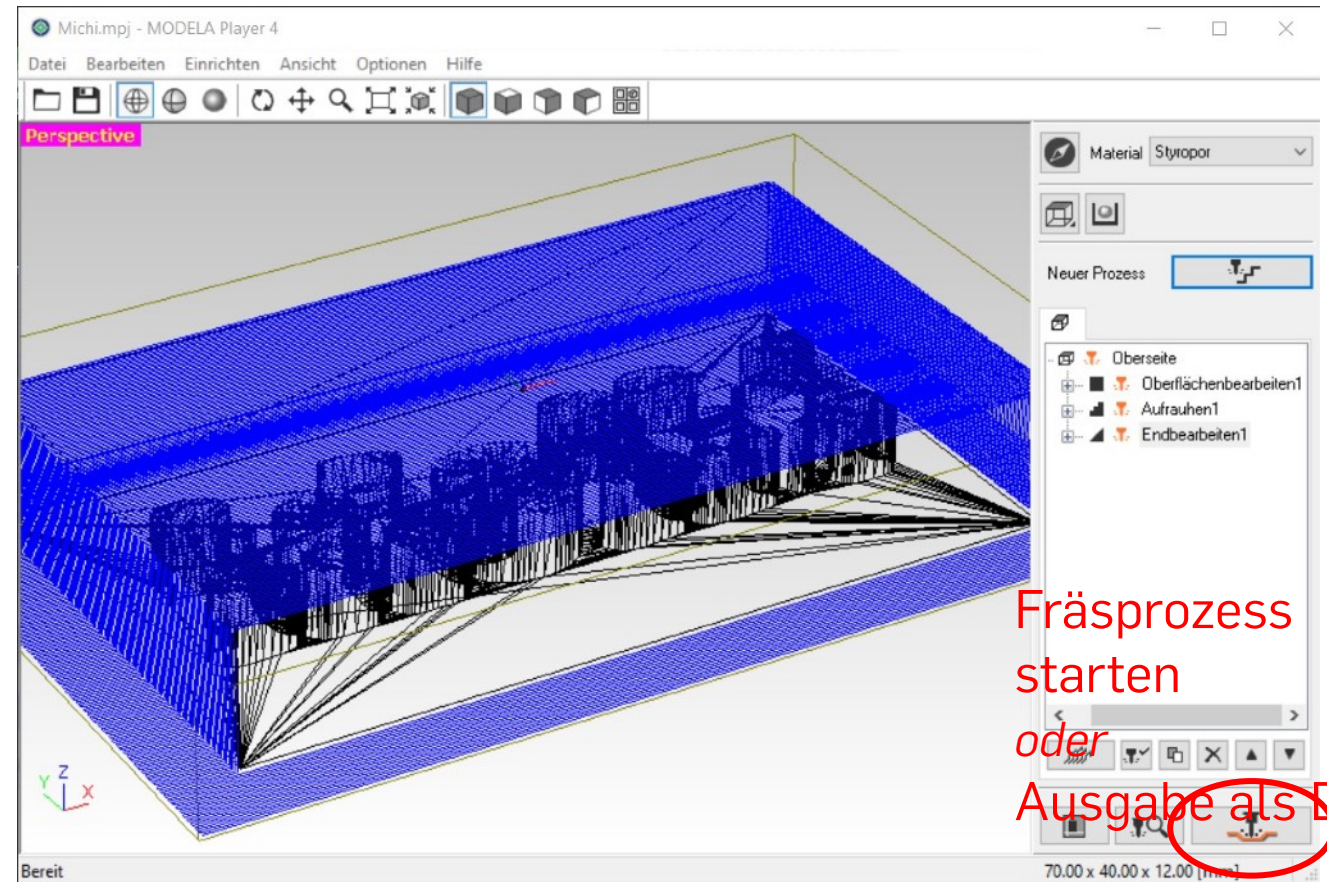 Michi.mpj - MODELA Player 4
Datei Bearbeiten Einrichten Ansicht Optionen Hilfe
Perspective
Material Styropor
Neuer Prozess
Oberseite
Oberflächenbearbeiten1
Aufrauhen1
Endbearbeiten1
Fräsprozess
starten
oder
Ausgabe als
Z
Y
X
Bereit
70.00 x 40.00 x 12.00 [mm]